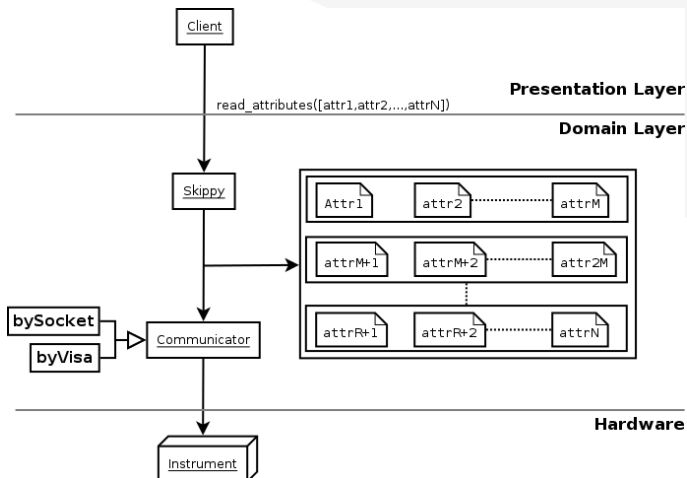 Client
Presentation Layer
read_attributes([attr1,attr2,...,attrN])
Domain Layer
Skippy
Attr1 attr2 attrM
attrM+1 attrM+2 attr2M
bySocket
byVisa
Communicator
attrR+1 attrR+2 attrN
Hardware
Instrument